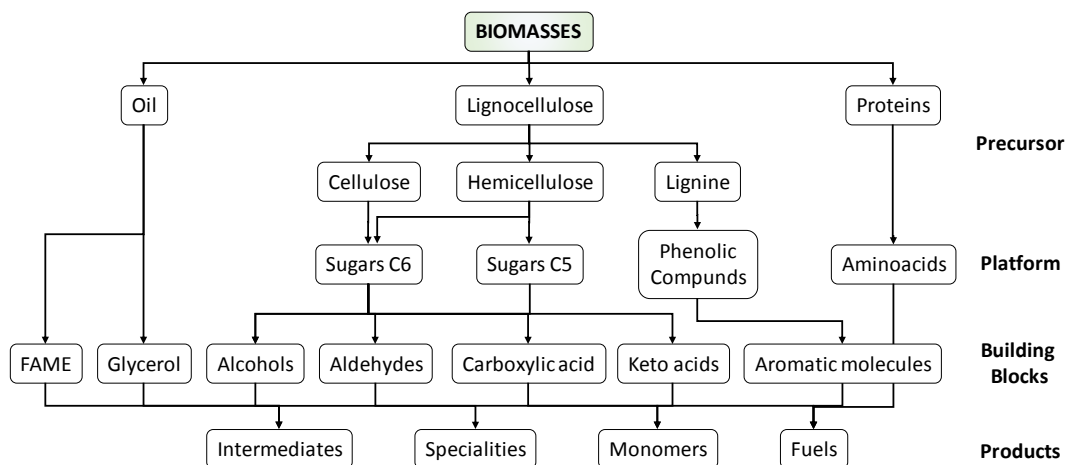 BIOMASSES
Oil
Lignocellulose
Proteins
Precursor
Cellulose
Hemicellulose
Lignine
Sugars C6
Sugars C5
Phenolic
Compunds
Aminoacids
Platform
FAME
Glycerol
Alcohols
Aldehydes
Carboxylic acid
Keto acids
Aromatic molecules
Building
Blocks
Intermediates
Specialities
Monomers
Fuels
Products